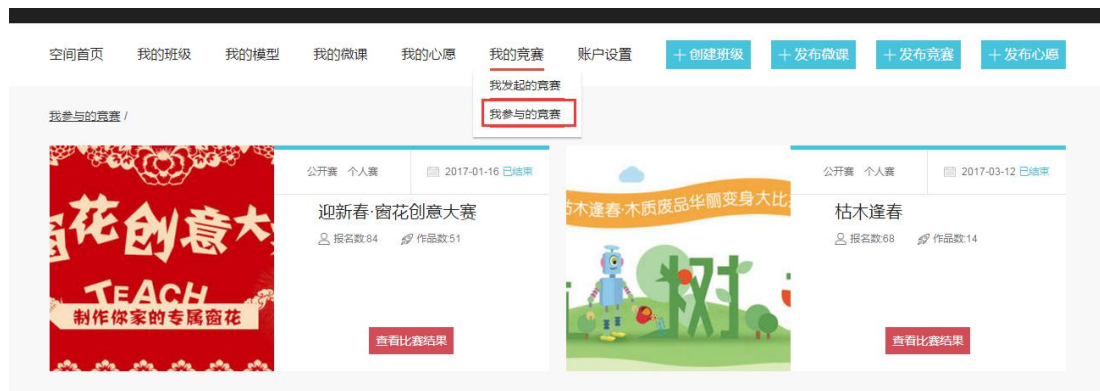 空间首页 我的班级 我的模型 我的微课 我的心愿 我的竞赛 账户设置 +创建班级 +发布微课 +发布竞赛 +发布心愿
我发起的竞赛
我参与的竞赛
我参与的竞赛 /
公开赛 个人赛 2017-01-16 已结束
迎新春·窗花创意大赛
报名数:84 作品数:51
查看比赛结果
窗花创意大
TEACH
制作你家的专属窗花
公开赛 个人赛 2017-03-12 已结束
枯木逢春
报名数:68 作品数:14
查看比赛结果
古木逢春·木质废品华丽变身大比
树